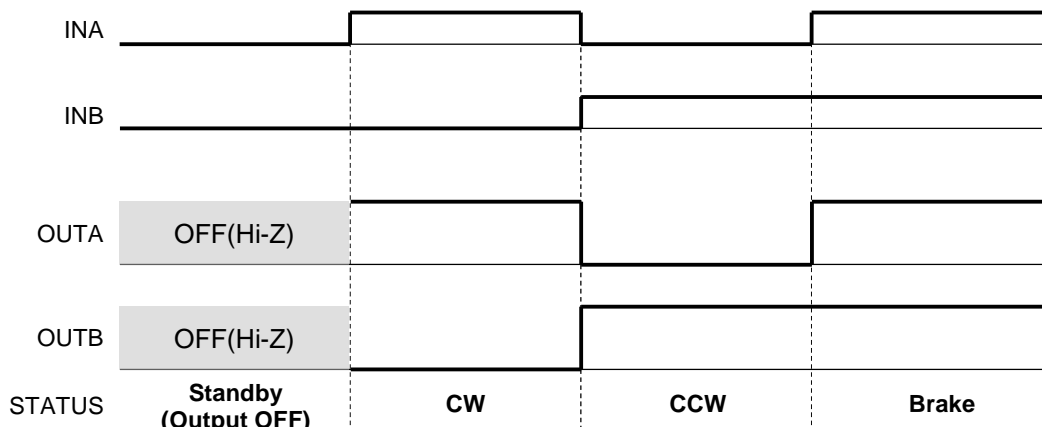 INA
INB
OUTA OFF(Hi-Z)
OUTB OFF(Hi-Z)
STATUS Standby (Output OFF) CW CCW Brake